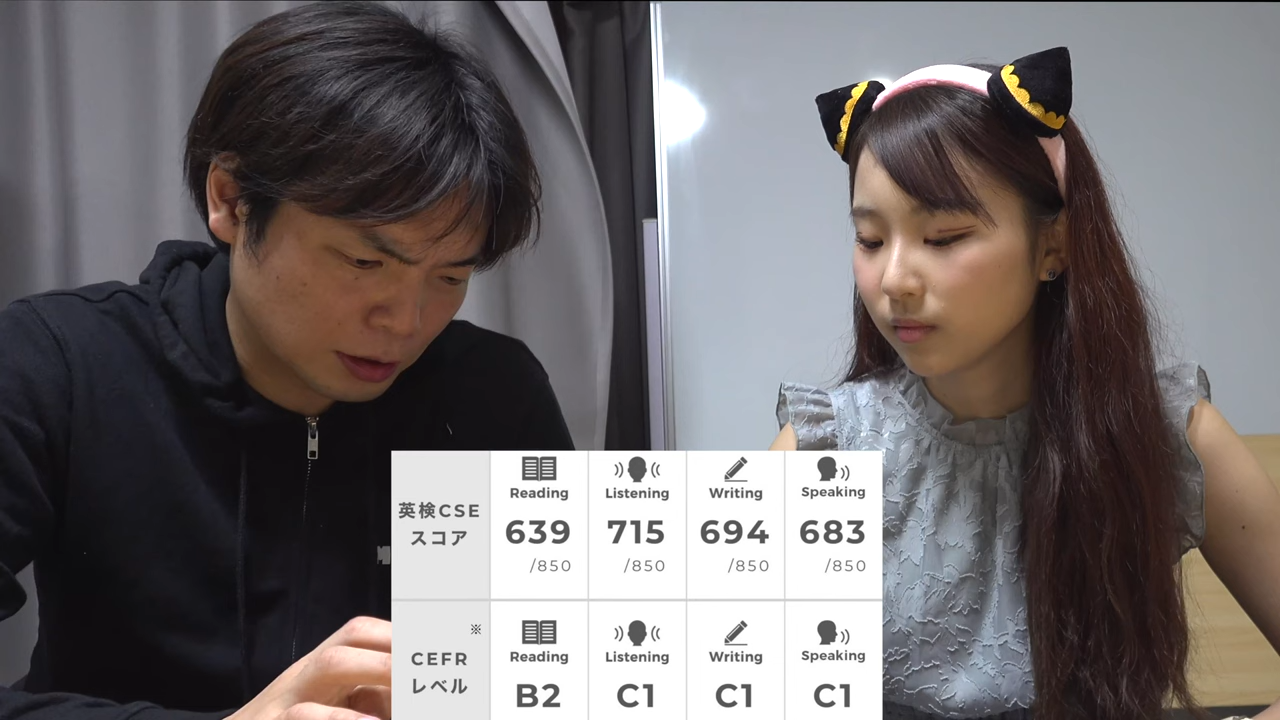 英検CSE
スコア
Reading
639
/850
Listening
715
/850
Writing
694
/850
Speaking
683
/850
※
CEFR
レベル
Reading
B2
Listening
C1
Writing
C1
Speaking
C1